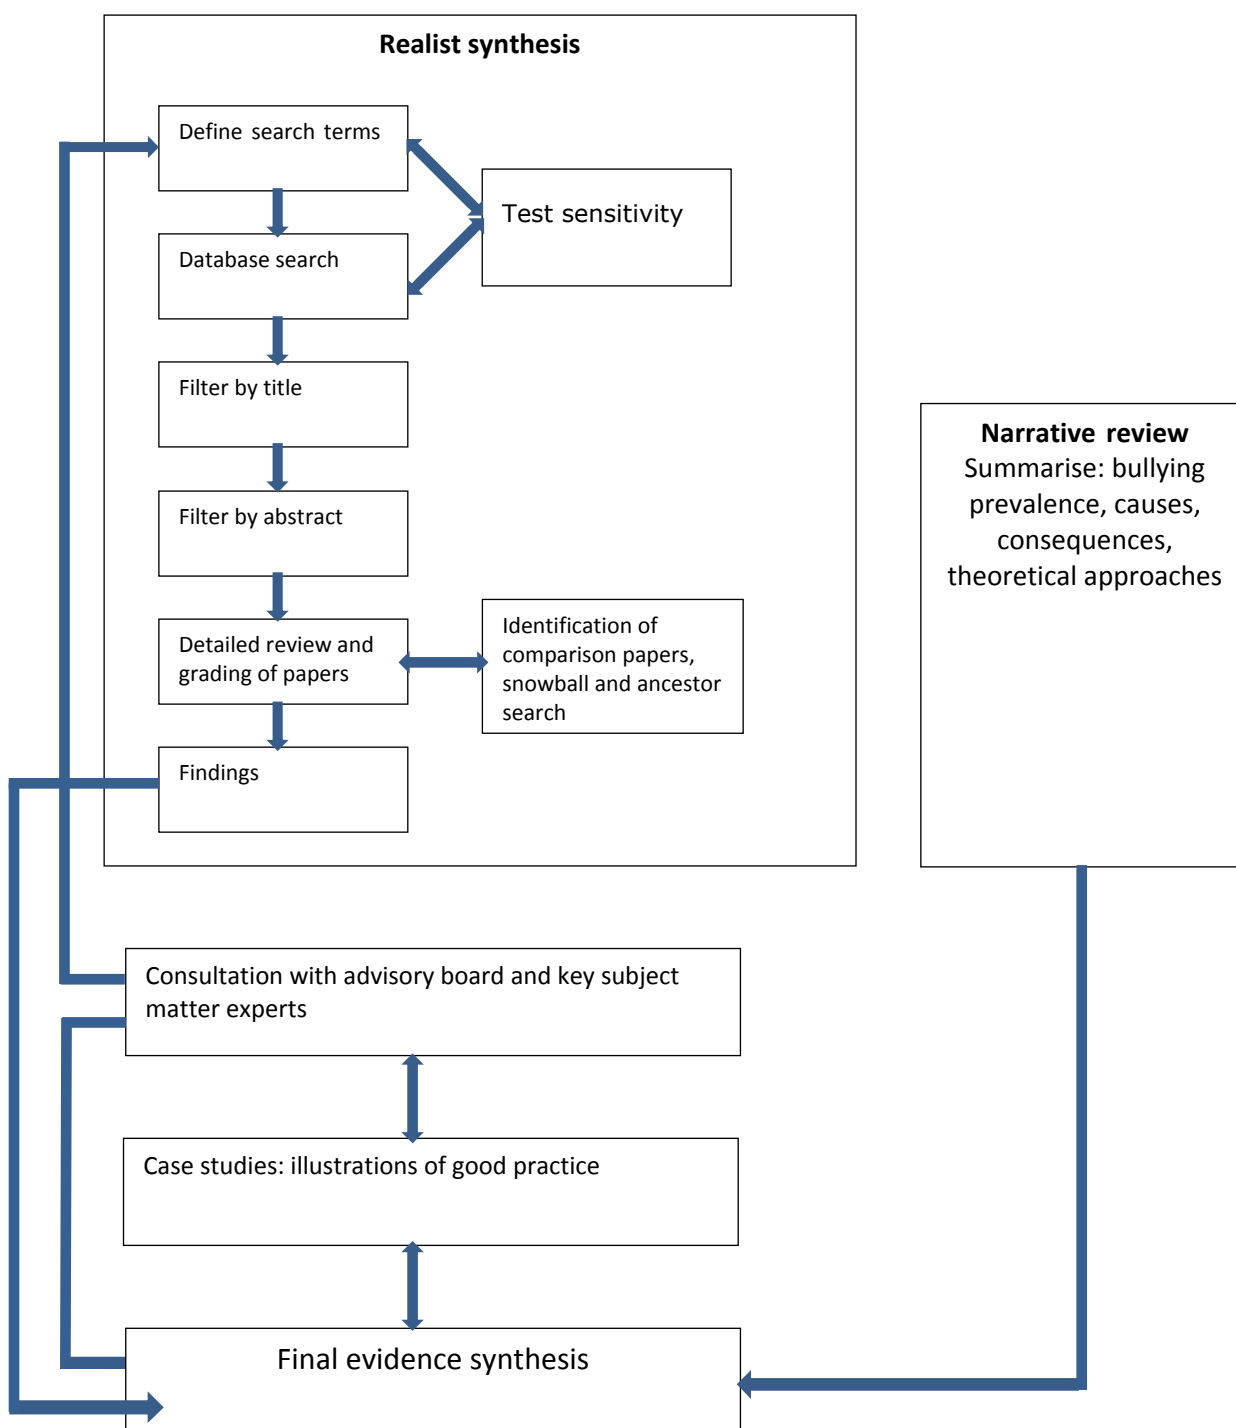 Realist synthesis
Define search terms
Test sensitivity
Database search
Filter by title
Filter by abstract
Detailed review and
grading of papers
Identification of
comparison papers,
snowball and ancestor
search
Findings
Narrative review
Summarise: bullying
prevalence, causes,
consequences,
theoretical approaches
Consultation with advisory board and key subject
matter experts
Case studies: illustrations of good practice
Final evidence synthesis